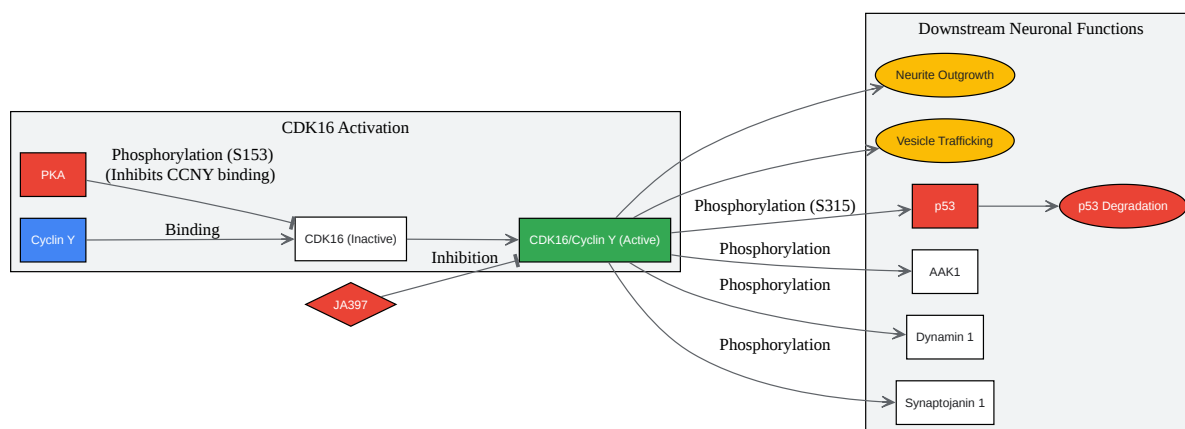 Downstream Neuronal Functions
Neurite Outgrowth
CDK16 Activation
Vesicle Trafficking
Phosphorylation (S153)
(Inhibits CCNY binding)
PKA
Phosphorylation (S315)
p53
p53 Degradation
Binding
Cyclin Y
CDK16 (Inactive)
CDK16/Cyclin Y (Active)
Phosphorylation
Inhibition
AAK1
Phosphorylation
JA397
Dynamin 1
Phosphorylation
Synaptojanin 1